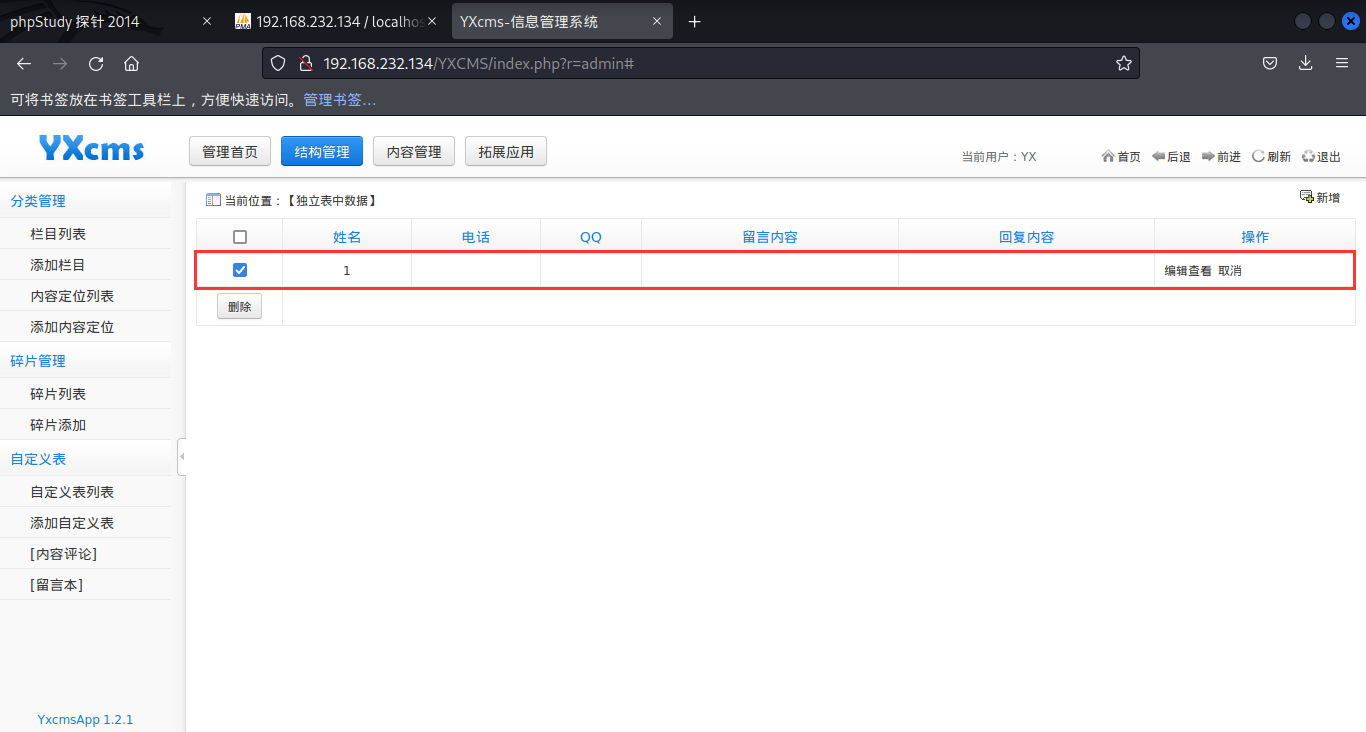 phpStudy 探针 2014
192.168.232.134 / localhos
YXcms-信息管理系统
192.168.232.134/YXCMS/index.php?r=admin#
可将书签放在书签工具栏上，方便快速访问。管理书签…
YXcms
管理首页 结构管理 内容管理 拓展应用
当前用户：YX
首页 后退 前进 刷新 退出
分类管理
栏目列表
添加栏目
内容定位列表
添加内容定位
碎片管理
碎片列表
碎片添加
自定义表
自定义表列表
添加自定义表
[内容评论]
[留言本]
YxcmsApp 1.2.1
当前位置：【独立表中数据】
新增
姓名 电话 QQ 留言内容 回复内容 操作
1 编辑查看 取消
删除